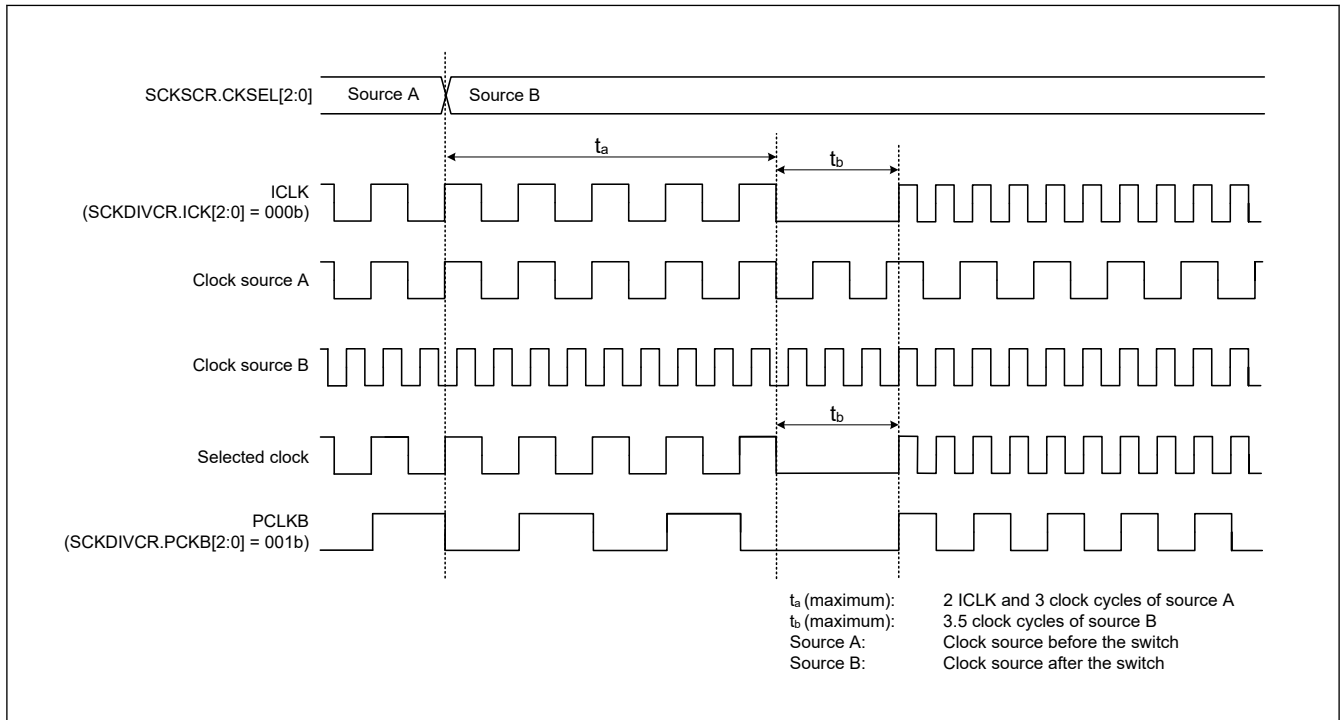 SCKSCR.CKSEL[2:0]
Source A
Source B
ta
tb
ICLK
(SCKDIVCR.ICK[2:0] = 000b)
Clock source A
Clock source B
tb
Selected clock
PCLKB
(SCKDIVCR.PCKB[2:0] = 001b)
ta (maximum): 2 ICLK and 3 clock cycles of source A
tb (maximum): 3.5 clock cycles of source B
Source A: Clock source before the switch
Source B: Clock source after the switch